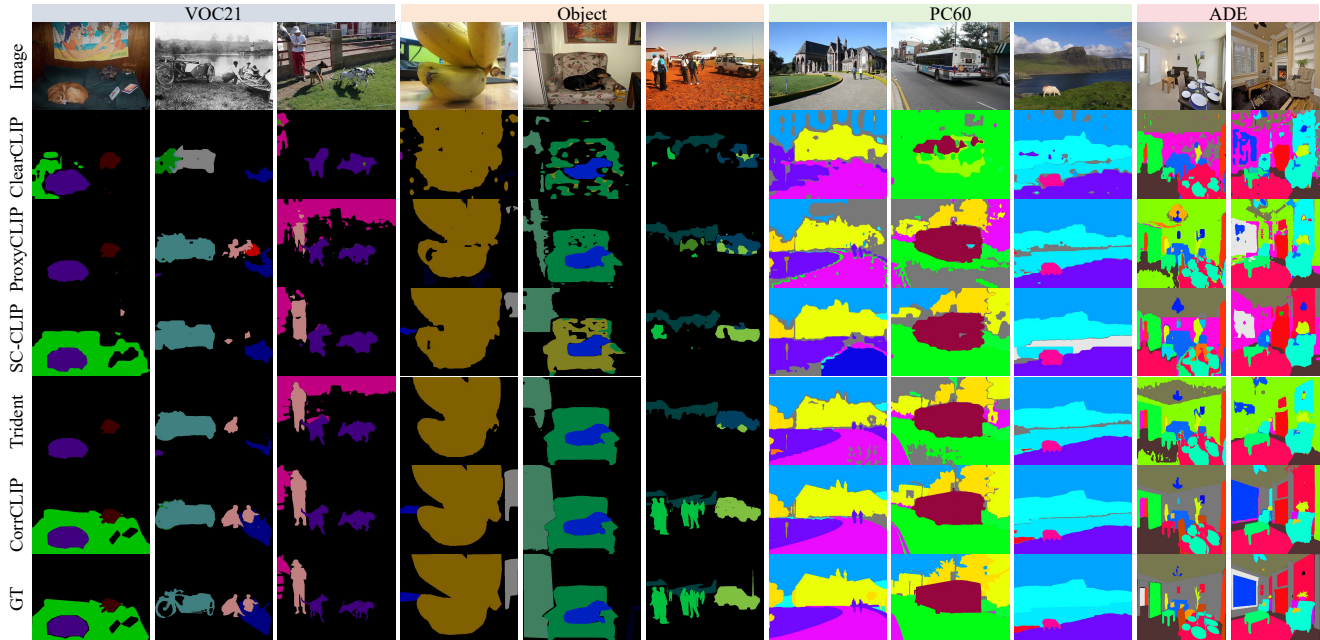 VOC21
Object
PC60
ADE
Image
ClearCLIP
ProxyCLIP
SC-CLIP
Trident
CorrCLIP
GT